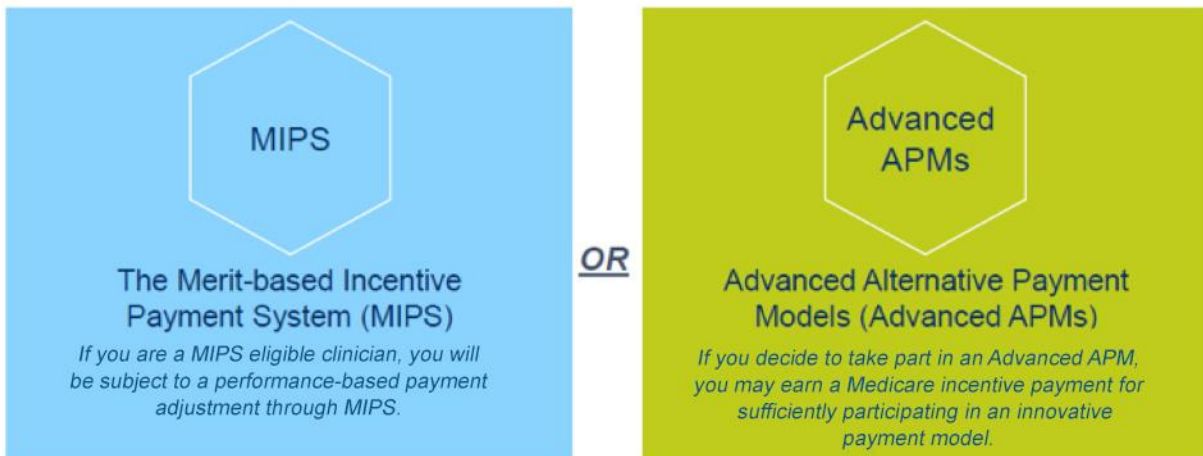 MIPS
The Merit-based Incentive
Payment System (MIPS)
If you are a MIPS eligible clinician, you will
be subject to a performance-based payment
adjustment through MIPS.
OR
Advanced
APMs
Advanced Alternative Payment
Models (Advanced APMs)
If you decide to take part in an Advanced APM,
you may earn a Medicare incentive payment for
sufficiently participating in an innovative
payment model.